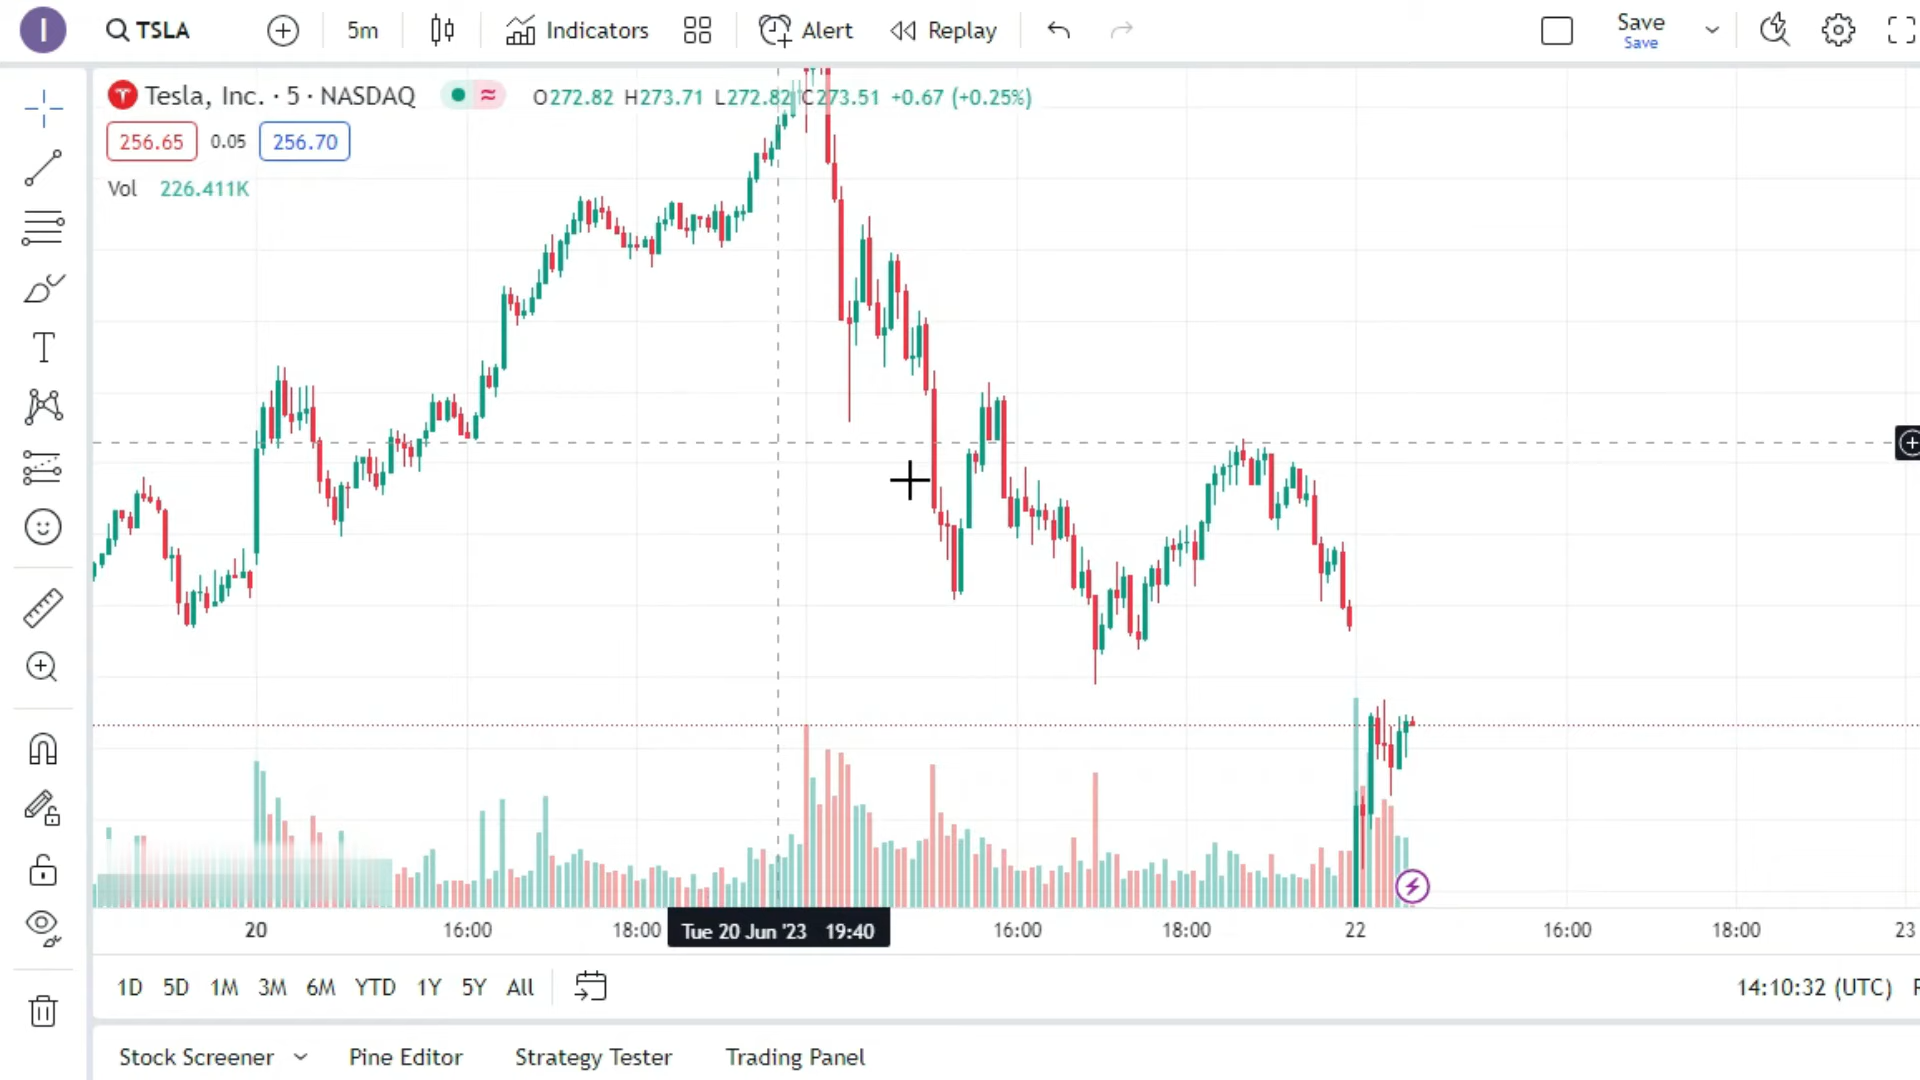 I TSLA 5m Indicators Alert Replay Save
Save
Tesla, Inc. · 5 · NASDAQ O272.82 H273.71 L272.82 C273.51 +0.67 (+0.25%)
256.65 0.05 256.70
Vol 226.411K
20 16:00 18:00 Tue 20 Jun '23 19:40 16:00 18:00 22 16:00 18:00 23
1D 5D 1M 3M 6M YTD 1Y 5Y All 14:10:32 (UTC)
Stock Screener Pine Editor Strategy Tester Trading Panel